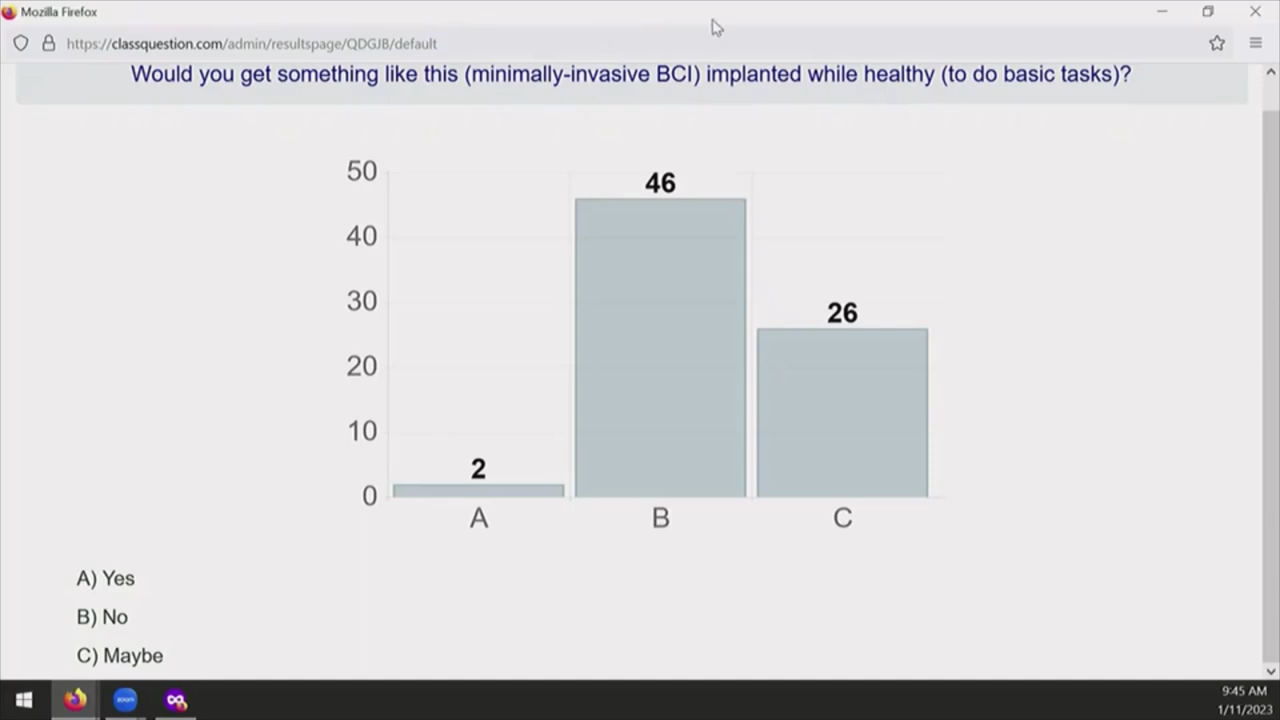 Mozilla Firefox
https://classquestion.com/admin/resultspage/QDGJB/default
Would you get something like this (minimally-invasive BCI) implanted while healthy (to do basic tasks)?
50
46
40
30
26
20
10
2
0
A
B
C
A) Yes
B) No
C) Maybe
zoom
9:45 AM
1/11/2023